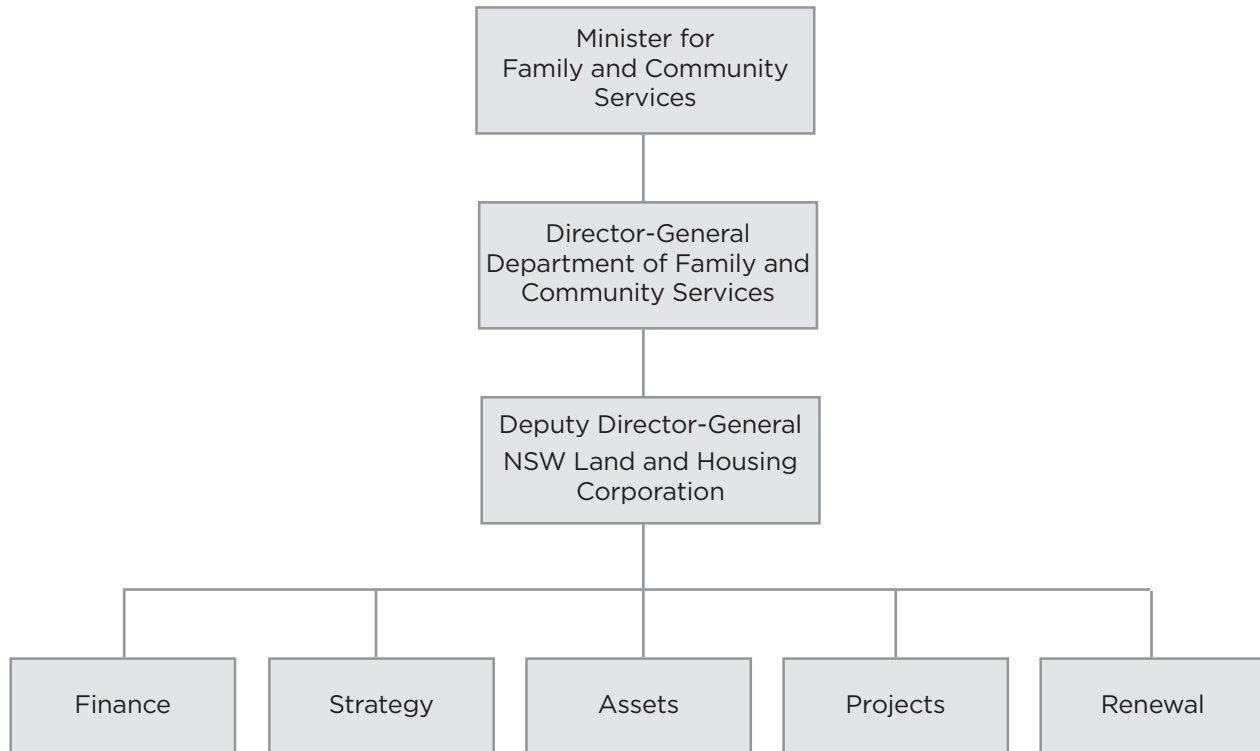 Minister for
Family and Community
Services
Director-General
Department of Family and
Community Services
Deputy Director-General
NSW Land and Housing
Corporation
Finance
Strategy
Assets
Projects
Renewal